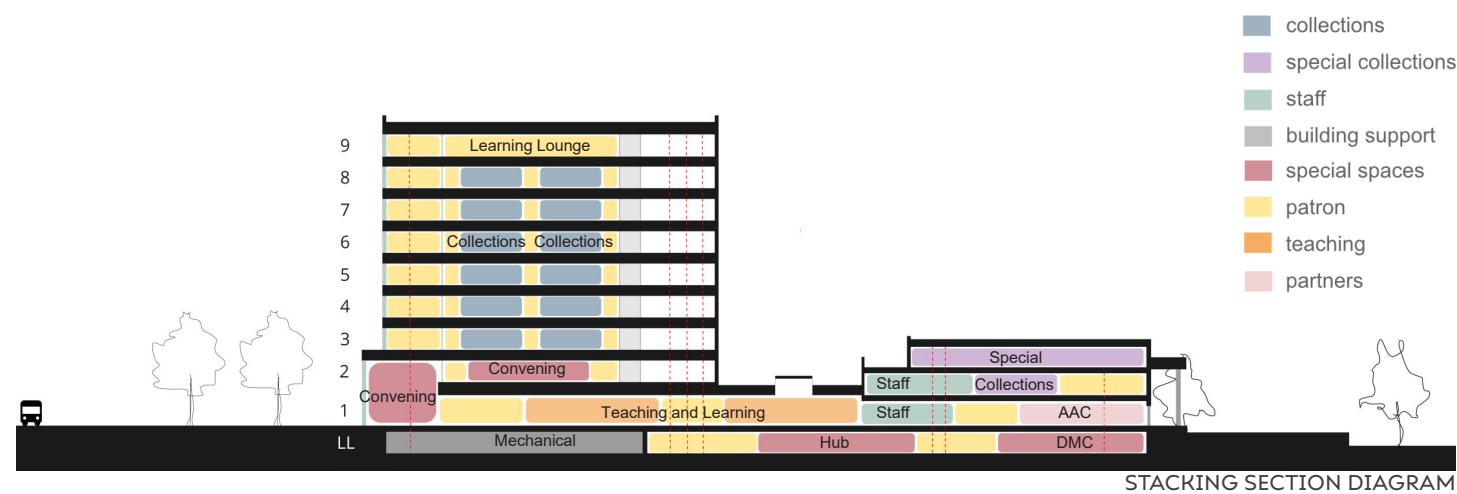 collections
special collections
staff
building support
special spaces
patron
teaching
partners
9
Learning Lounge
8
7
6
Collections
Collections
5
4
3
Special
2
Convening
Staff
Collections
Convening
1
Teaching and Learning
Staff
AAC
LL
Mechanical
Hub
DMC
STACKING SECTION DIAGRAM